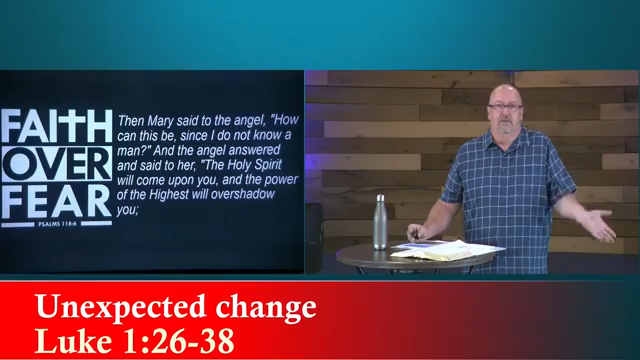 FAITH
OVER
FEAR
PSALMS 118:6
Then Mary said to the angel, "How
can this be, since I do not know a
man?" And the angel answered
and said to her, "The Holy Spirit
will come upon you, and the power
of the Highest will overshadow
you;
Unexpected change
Luke 1:26-38